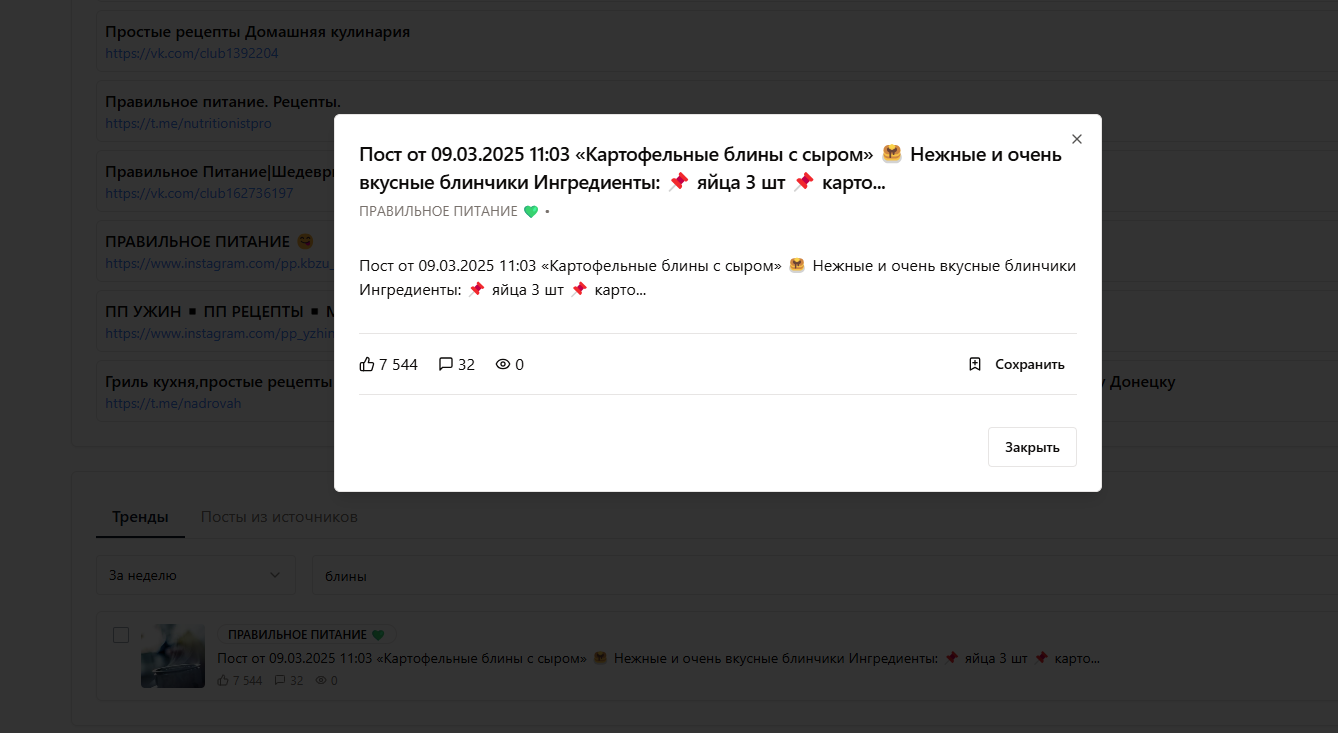 Простые рецепты Домашняя кулинария
https://vk.com/club1392204
Правильное питание. Рецепты.
https://t.me/nutritionistpro
Правильное Питание|Шедевр
https://vk.com/club162736197
ПРАВИЛЬНОЕ ПИТАНИЕ 😋
https://www.instagram.com/pp.kbzu_
ПП УЖИН ▪ ПП РЕЦЕПТЫ ▪
https://www.instagram.com/pp_yzhin
Гриль кухня,простые рецепты
у Донецку
https://t.me/nadrovah
Пост от 09.03.2025 11:03 «Картофельные блины с сыром» 🥞 Нежные и очень
вкусные блинчики Ингредиенты: 📌 яйца 3 шт 📌 карто...
ПРАВИЛЬНОЕ ПИТАНИЕ 💚 •
Пост от 09.03.2025 11:03 «Картофельные блины с сыром» 🥞 Нежные и очень вкусные блинчики
Ингредиенты: 📌 яйца 3 шт 📌 карто...
7 544 32 0 Сохранить
Закрыть
Тренды Посты из источников
За неделю блины
ПРАВИЛЬНОЕ ПИТАНИЕ 💚
Пост от 09.03.2025 11:03 «Картофельные блины с сыром» 🥞 Нежные и очень вкусные блинчики Ингредиенты: 📌 яйца 3 шт 📌 карто...
7 544 32 0